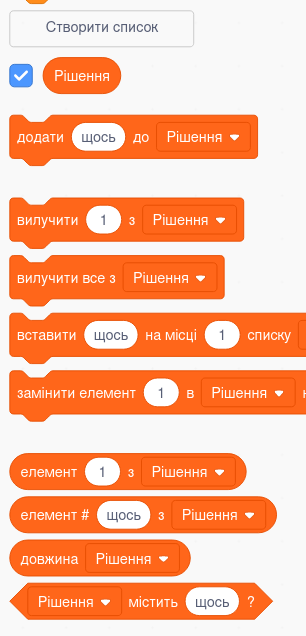 Створити список
Рішення
додати щось до Рішення
вилучити 1 з Рішення
вилучити все з Рішення
вставити щось на місці 1 списку
замінити елемент 1 в Рішення
елемент 1 з Рішення
елемент # щось з Рішення
довжина Рішення
Рішення містить щось ?